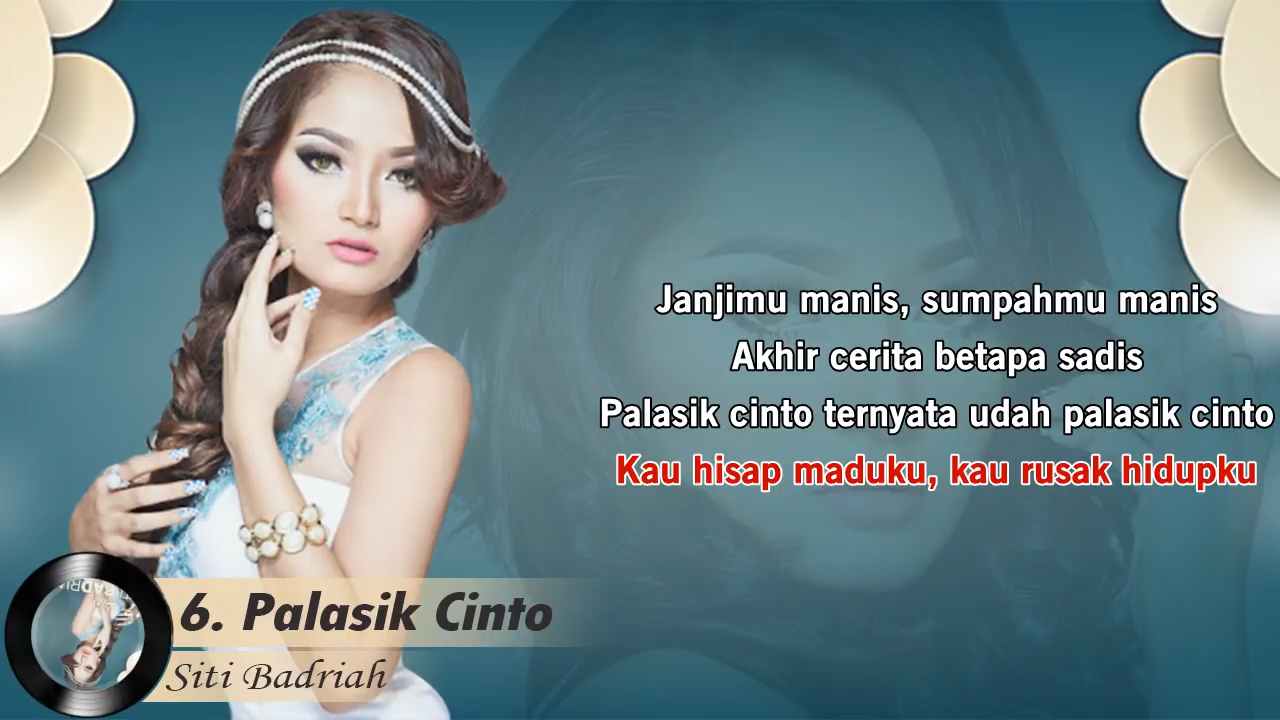 Janjimu manis, sumpahmu manis
Akhir cerita betapa sadis
Palasik cinto ternyata udah palasik cinto
Kau hisap maduku, kau rusak hidupku
6. Palasik Cinto
Siti Badriah